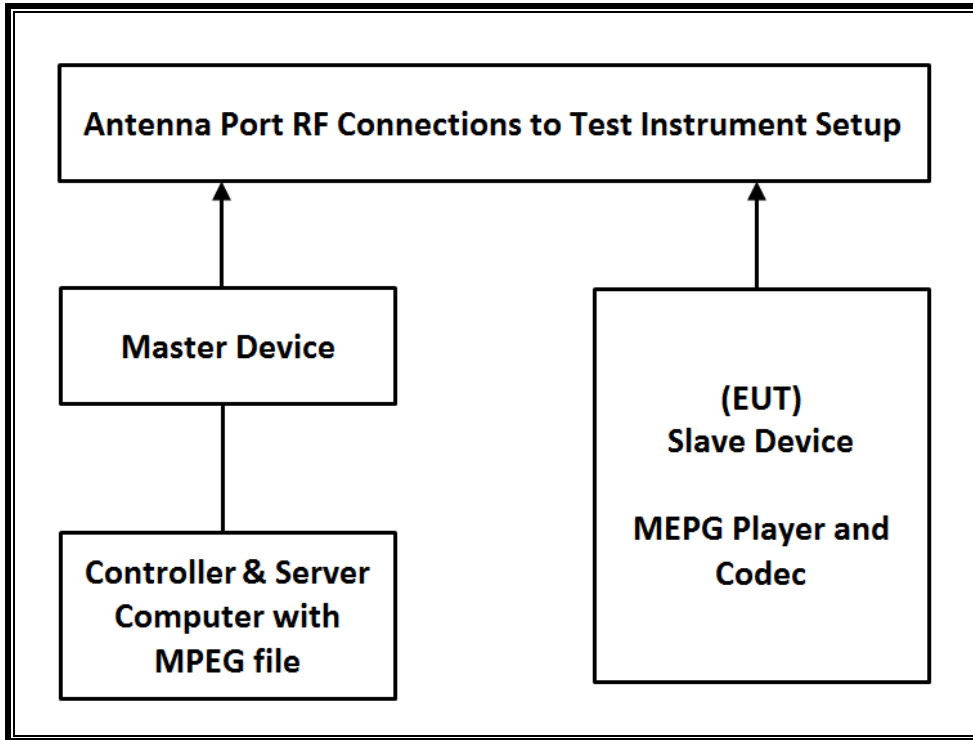 Antenna Port RF Connections to Test Instrument Setup
Master Device
(EUT)
Slave Device
MEPG Player and
Codec
Controller & Server
Computer with
MPEG file